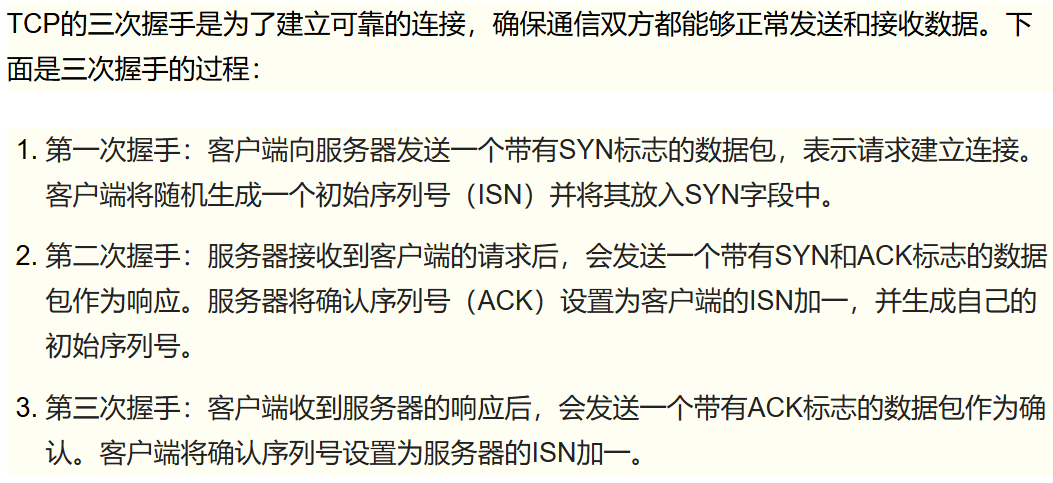 TCP的三次握手是为了建立可靠的连接，确保通信双方都能够正常发送和接收数据。下
面是三次握手的过程：
1. 第一次握手：客户端向服务器发送一个带有SYN标志的数据包，表示请求建立连接。
客户端将随机生成一个初始序列号（ISN）并将其放入SYN字段中。
2. 第二次握手：服务器接收到客户端的请求后，会发送一个带有SYN和ACK标志的数据
包作为响应。服务器将确认序列号（ACK）设置为客户端的ISN加一，并生成自己的
初始序列号。
3. 第三次握手：客户端收到服务器的响应后，会发送一个带有ACK标志的数据包作为确
认。客户端将确认序列号设置为服务器的ISN加一。